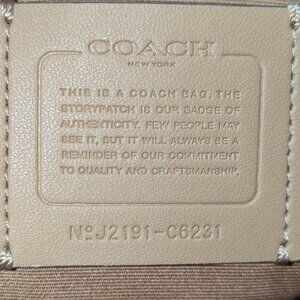 COACH
NEW YORK
THIS IS A COACH BAG. THE
STORYPATCH IS OUR BADGE OF
AUTHENTICITY. FEW PEOPLE MAY
SEE IT, BUT IT WILL ALWAYS BE A
REMINDER OF OUR COMMITMENT
TO QUALITY AND CRAFTSMANSHIP.
NºJ2191-C6231